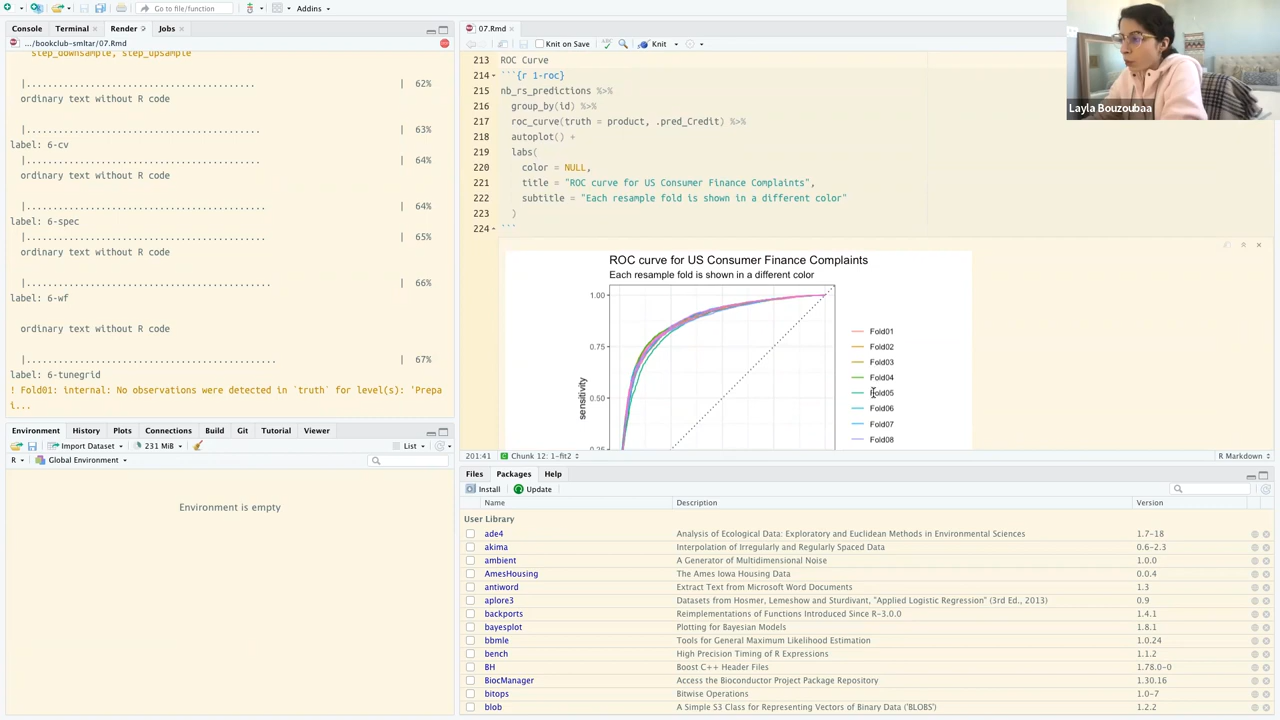 Go to file/function
Addins
Console
Terminal
Render
Jobs
.../bookclub-smltar/07.Rmd
step_downsample, step_upsample
|........................................... | 62%
ordinary text without R code
|............................................ | 63%
label: 6-cv
|............................................ | 64%
ordinary text without R code
|............................................. | 64%
label: 6-spec
|............................................. | 65%
ordinary text without R code
|.............................................. | 66%
label: 6-wf
ordinary text without R code
|............................................... | 67%
label: 6-tunegrid
! Fold01: internal: No observations were detected in `truth` for level(s): 'Prepa
i...
Environment
History
Plots
Connections
Build
Git
Tutorial
Viewer
Import Dataset
231 MiB
List
R
Global Environment
Environment is empty
07.Rmd
Knit on Save
Knit
213 ROC Curve
214 ```{r 1-roc}
215 nb_rs_predictions %>%
216 group_by(id) %>%
217 roc_curve(truth = product, .pred_Credit) %>%
218 autoplot() +
219 labs(
220 color = NULL,
221 title = "ROC curve for US Consumer Finance Complaints",
222 subtitle = "Each resample fold is shown in a different color"
223 )
224 ```
ROC curve for US Consumer Finance Complaints
Each resample fold is shown in a different color
1.00
0.75
0.50
0.25
sensitivity
Fold01
Fold02
Fold03
Fold04
Fold05
Fold06
Fold07
Fold08
201:41
Chunk 12: 1-fit2
R Markdown
Layla Bouzoubaa
Files
Packages
Help
Install
Update
Name Description Version
User Library
ade4 Analysis of Ecological Data: Exploratory and Euclidean Methods in Environmental Sciences 1.7-18
akima Interpolation of Irregularly and Regularly Spaced Data 0.6-2.3
ambient A Generator of Multidimensional Noise 1.0.0
AmesHousing The Ames Iowa Housing Data 0.0.4
antiword Extract Text from Microsoft Word Documents 1.3
aplore3 Datasets from Hosmer, Lemeshow and Sturdivant, "Applied Logistic Regression" (3rd Ed., 2013) 0.9
backports Reimplementations of Functions Introduced Since R-3.0.0 1.4.1
bayesplot Plotting for Bayesian Models 1.8.1
bbmle Tools for General Maximum Likelihood Estimation 1.0.24
bench High Precision Timing of R Expressions 1.1.2
BH Boost C++ Header Files 1.78.0-0
BiocManager Access the Bioconductor Project Package Repository 1.30.16
bitops Bitwise Operations 1.0-7
blob A Simple S3 Class for Representing Vectors of Binary Data ('BLOBS') 1.2.2